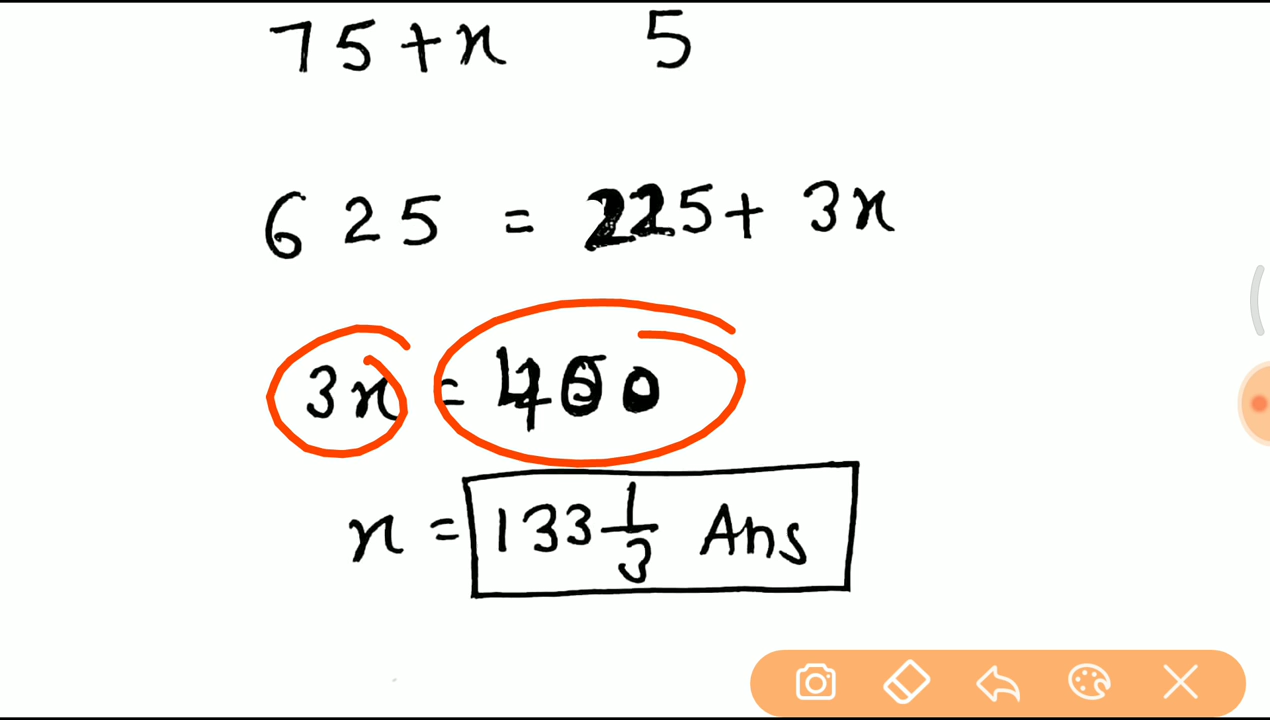 75+x 5
625 = 225+ 3x
3x = 400
x = 133 1/3 Ans